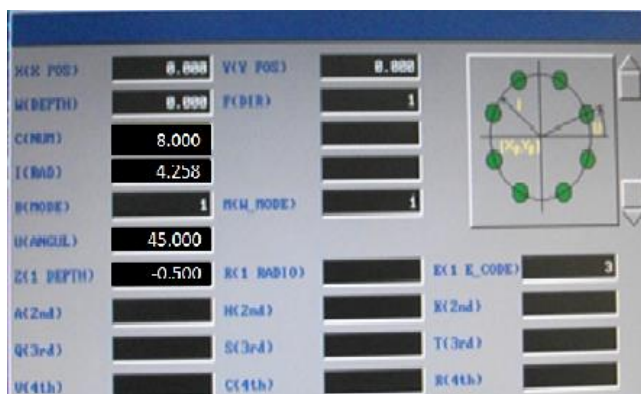 X(X POS) 0.000 Y(Y POS) 0.000
W(DEPTH) 0.000 F(DIR) 1
C(NUM) 8.000
I(RAD) 4.258
B(MODE) 1 M(W_MODE) 1
U(ANGUL) 45.000
Z(1 DEPTH) -0.500 R(1 RADIO) E(1 E_CODE) 3
A(2nd) H(2nd) K(2nd)
Q(3rd) S(3rd) T(3rd)
V(4th) C(4th) R(4th)
I
U
(Xp,Yp)